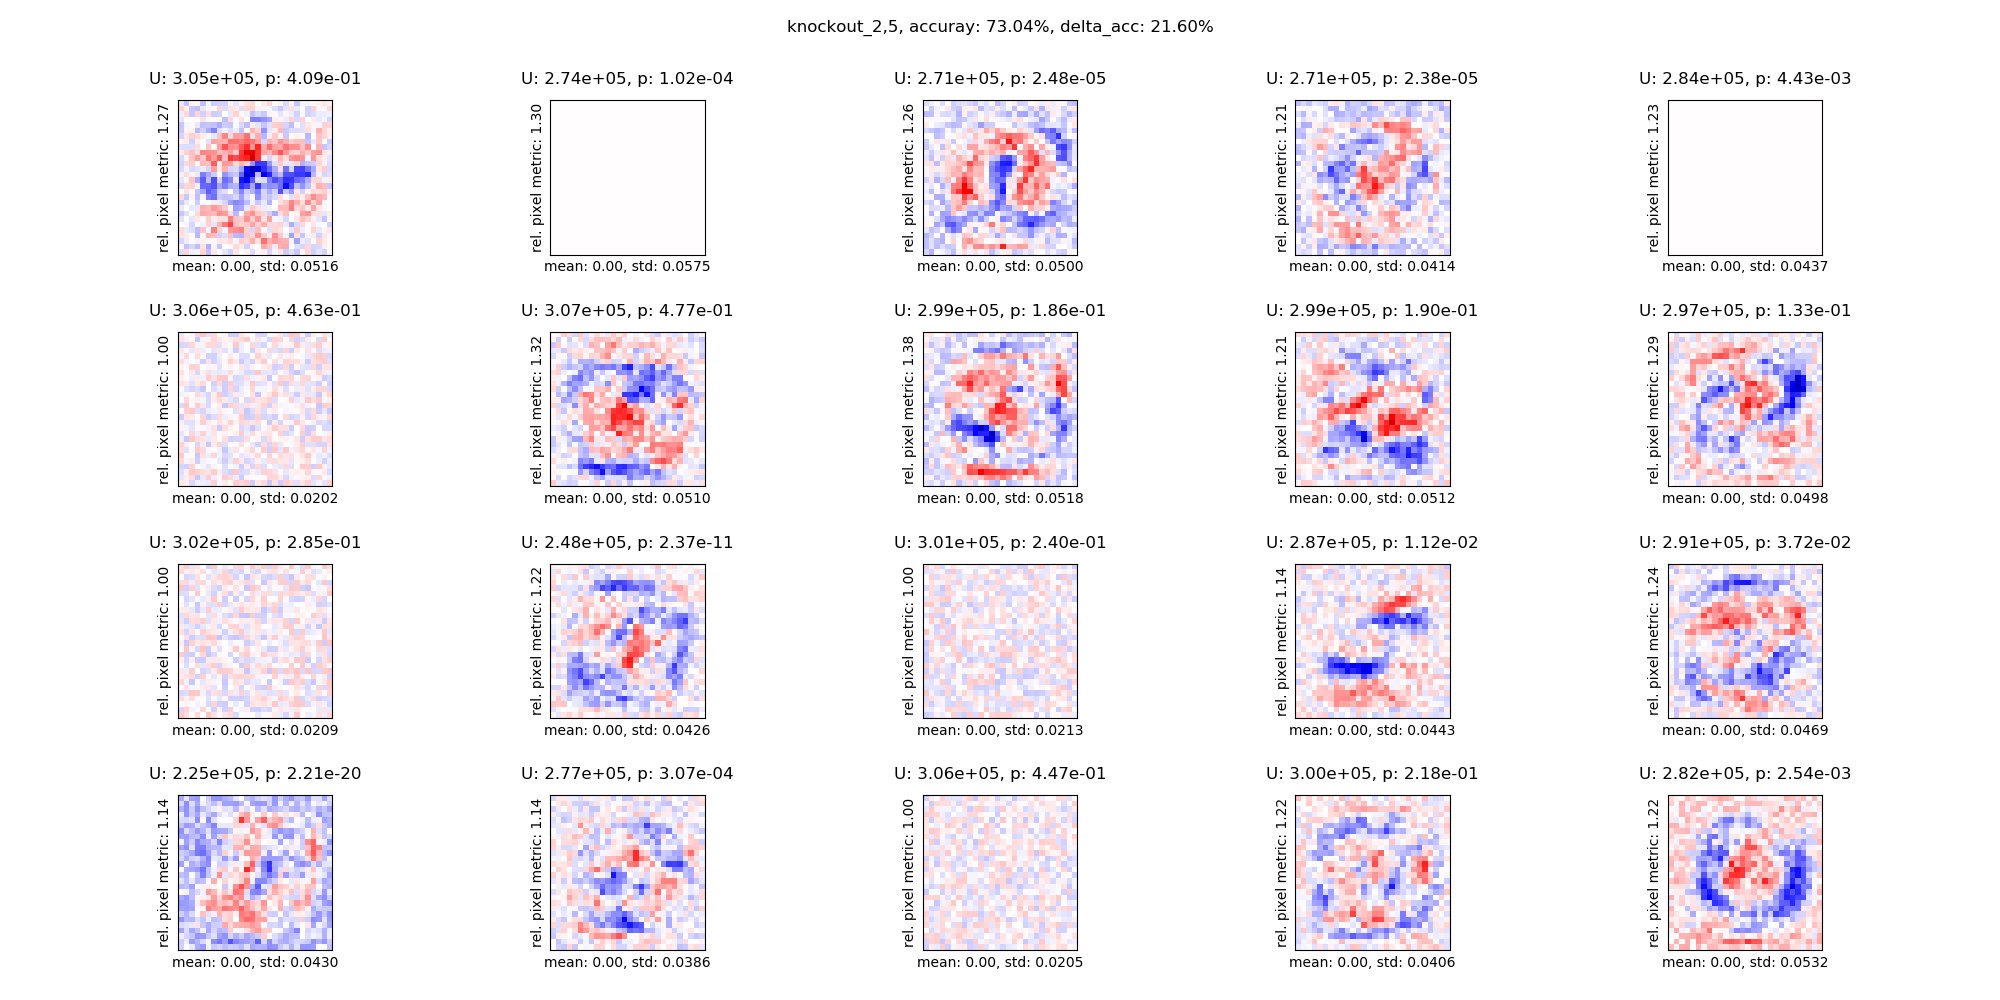 knockout_2,5, accuray: 73.04%, delta_acc: 21.60%
U: 3.05e+05, p: 4.09e-01
rel. pixel metric: 1.27
mean: 0.00, std: 0.0516
U: 2.74e+05, p: 1.02e-04
rel. pixel metric: 1.30
mean: 0.00, std: 0.0575
U: 2.71e+05, p: 2.48e-05
rel. pixel metric: 1.26
mean: 0.00, std: 0.0500
U: 2.71e+05, p: 2.38e-05
rel. pixel metric: 1.21
mean: 0.00, std: 0.0414
U: 2.84e+05, p: 4.43e-03
rel. pixel metric: 1.23
mean: 0.00, std: 0.0437
U: 3.06e+05, p: 4.63e-01
rel. pixel metric: 1.00
mean: 0.00, std: 0.0202
U: 3.07e+05, p: 4.77e-01
rel. pixel metric: 1.32
mean: 0.00, std: 0.0510
U: 2.99e+05, p: 1.86e-01
rel. pixel metric: 1.38
mean: 0.00, std: 0.0518
U: 2.99e+05, p: 1.90e-01
rel. pixel metric: 1.21
mean: 0.00, std: 0.0512
U: 2.97e+05, p: 1.33e-01
rel. pixel metric: 1.29
mean: 0.00, std: 0.0498
U: 3.02e+05, p: 2.85e-01
rel. pixel metric: 1.00
mean: 0.00, std: 0.0209
U: 2.48e+05, p: 2.37e-11
rel. pixel metric: 1.22
mean: 0.00, std: 0.0426
U: 3.01e+05, p: 2.40e-01
rel. pixel metric: 1.00
mean: 0.00, std: 0.0213
U: 2.87e+05, p: 1.12e-02
rel. pixel metric: 1.14
mean: 0.00, std: 0.0443
U: 2.91e+05, p: 3.72e-02
rel. pixel metric: 1.24
mean: 0.00, std: 0.0469
U: 2.25e+05, p: 2.21e-20
rel. pixel metric: 1.14
mean: 0.00, std: 0.0430
U: 2.77e+05, p: 3.07e-04
rel. pixel metric: 1.14
mean: 0.00, std: 0.0386
U: 3.06e+05, p: 4.47e-01
rel. pixel metric: 1.00
mean: 0.00, std: 0.0205
U: 3.00e+05, p: 2.18e-01
rel. pixel metric: 1.22
mean: 0.00, std: 0.0406
U: 2.82e+05, p: 2.54e-03
rel. pixel metric: 1.22
mean: 0.00, std: 0.0532